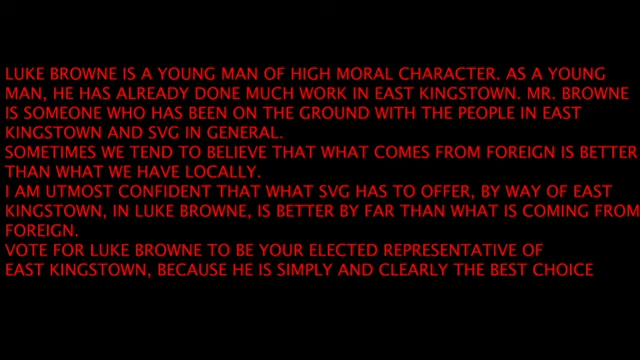 LUKE BROWNE IS A YOUNG MAN OF HIGH MORAL CHARACTER. AS A YOUNG
MAN, HE HAS ALREADY DONE MUCH WORK IN EAST KINGSTOWN. MR. BROWNE
IS SOMEONE WHO HAS BEEN ON THE GROUND WITH THE PEOPLE IN EAST
KINGSTOWN AND SVG IN GENERAL.
SOMETIMES WE TEND TO BELIEVE THAT WHAT COMES FROM FOREIGN IS BETTER
THAN WHAT WE HAVE LOCALLY.
I AM UTMOST CONFIDENT THAT WHAT SVG HAS TO OFFER, BY WAY OF EAST
KINGSTOWN, IN LUKE BROWNE, IS BETTER BY FAR THAN WHAT IS COMING FROM
FOREIGN.
VOTE FOR LUKE BROWNE TO BE YOUR ELECTED REPRESENTATIVE OF
EAST KINGSTOWN, BECAUSE HE IS SIMPLY AND CLEARLY THE BEST CHOICE